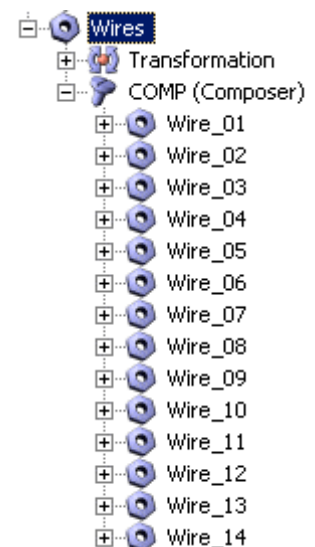 Wires
Transformation
COMP (Composer)
Wire_01
Wire_02
Wire_03
Wire_04
Wire_05
Wire_06
Wire_07
Wire_08
Wire_09
Wire_10
Wire_11
Wire_12
Wire_13
Wire_14